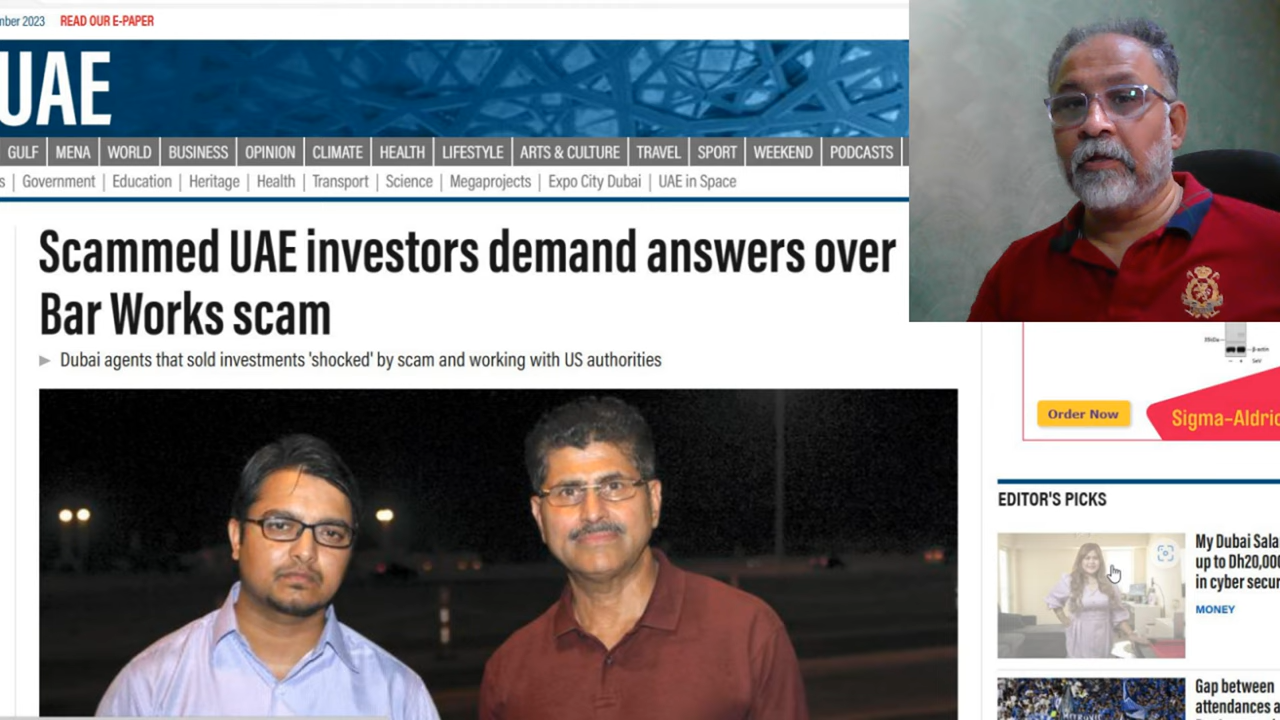 READ OUR E-PAPER
2023
UAE
GULF MENA WORLD BUSINESS OPINION CLIMATE HEALTH LIFESTYLE ARTS & CULTURE TRAVEL SPORT WEEKEND PODCASTS
Government | Education | Heritage | Health | Transport | Science | Megaprojects | Expo City Dubai | UAE in Space
Scammed UAE investors demand answers over
Bar Works scam
Dubai agents that sold investments 'shocked' by scam and working with US authorities
Order Now
Sigma-Aldric
EDITOR'S PICKS
My Dubai Sala
up to Dh20,000
in cyber secur
MONEY
Gap between
attendances a